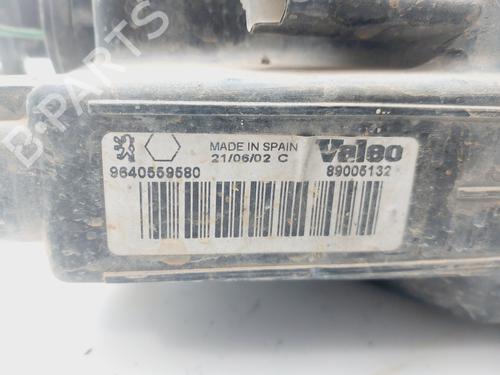 MADE IN SPAIN
21/06/02 C
Valeo
9640559580
89005132
B-PARTS